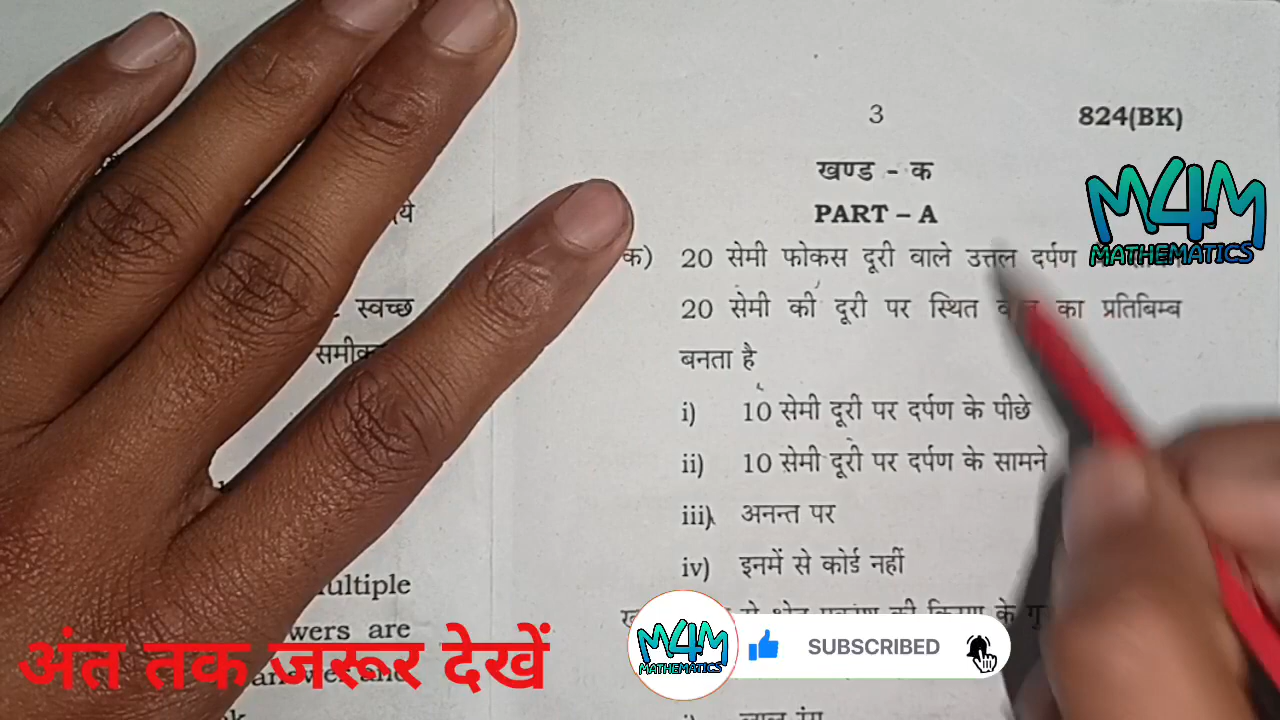 3
824(BK)
खण्ड - क
PART – A
क) 20 सेमी फोकस दूरी वाले उत्तल दर्पण
20 सेमी की दूरी पर स्थित का प्रतिबिम्ब
बनता है
i) 10 सेमी दूरी पर दर्पण के पीछे
ii) 10 सेमी दूरी पर दर्पण के सामने
iii) अनन्त पर
iv) इनमें से कोई नहीं
स्वच्छ
M4M
MATHEMATICS
अंत तक जरूर देखें
M4M
MATHEMATICS
SUBSCRIBED
are